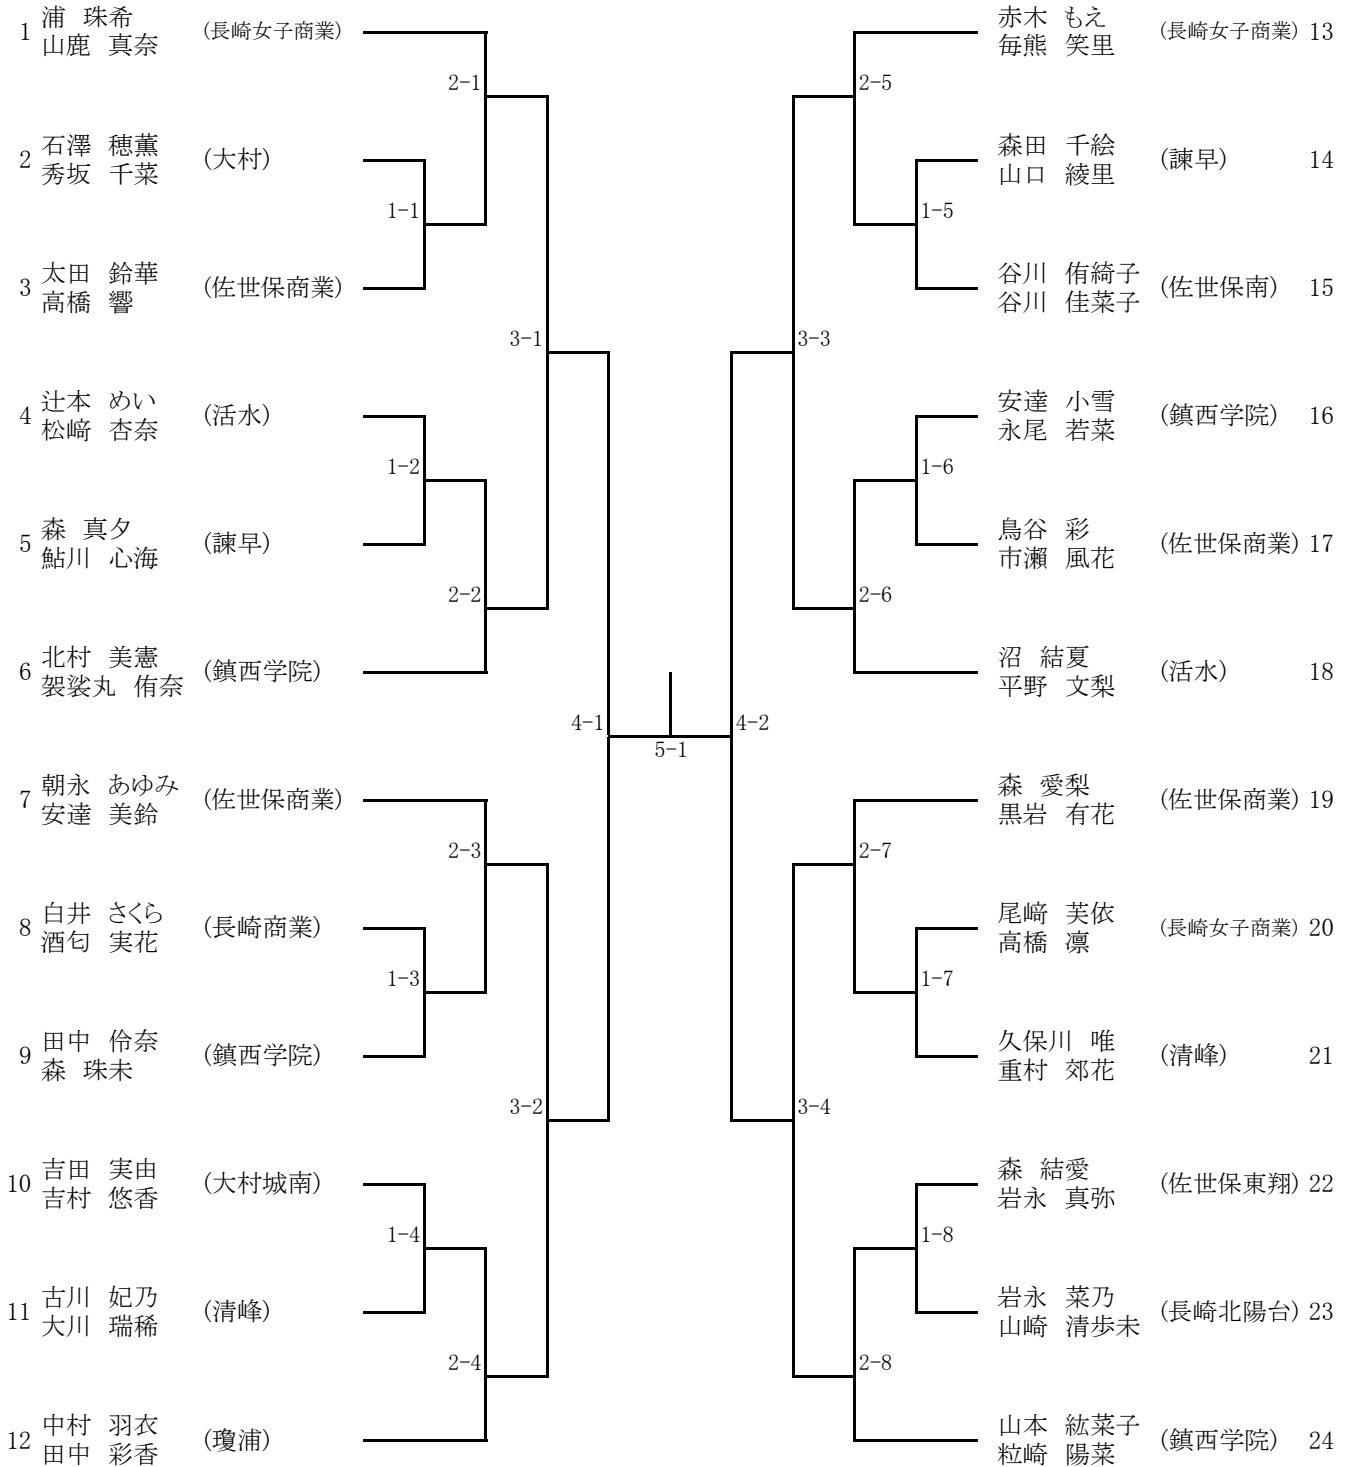 1 浦 珠希 (長崎女子商業)
山鹿 真奈
2-1
2 石澤 穂薫 (大村)
秀坂 千菜
1-1
3 太田 鈴華 (佐世保商業)
高橋 響
3-1
4 辻本 めい (活水)
松﨑 杏奈
1-2
5 森 真夕 (諫早)
鮎川 心海
2-2
6 北村 美憲 (鎮西学院)
袈裟丸 侑奈
4-1
7 朝永 あゆみ (佐世保商業)
安達 美鈴
2-3
8 白井 さくら (長崎商業)
酒匂 実花
1-3
9 田中 伶奈 (鎮西学院)
森 珠未
3-2
10 吉田 実由 (大村城南)
吉村 悠香
1-4
11 古川 妃乃 (清峰)
大川 瑞稀
2-4
12 中村 羽衣 (瓊浦)
田中 彩香
5-1
赤木 もえ (長崎女子商業) 13
毎熊 笑里
2-5
森田 千絵 (諫早) 14
山口 綾里
1-5
谷川 侑綺子 (佐世保南) 15
谷川 佳菜子
3-3
安達 小雪 (鎮西学院) 16
永尾 若菜
1-6
鳥谷 彩 (佐世保商業) 17
市瀬 風花
2-6
沼 結夏 (活水) 18
平野 文梨
4-2
森 愛梨 (佐世保商業) 19
黒岩 有花
2-7
尾﨑 芙依 (長崎女子商業) 20
高橋 凛
1-7
久保川 唯 (清峰) 21
重村 郊花
3-4
森 結愛 (佐世保東翔) 22
岩永 真弥
1-8
岩永 菜乃 (長崎北陽台) 23
山崎 清歩未
2-8
山本 紘菜子 (鎮西学院) 24
粒崎 陽菜